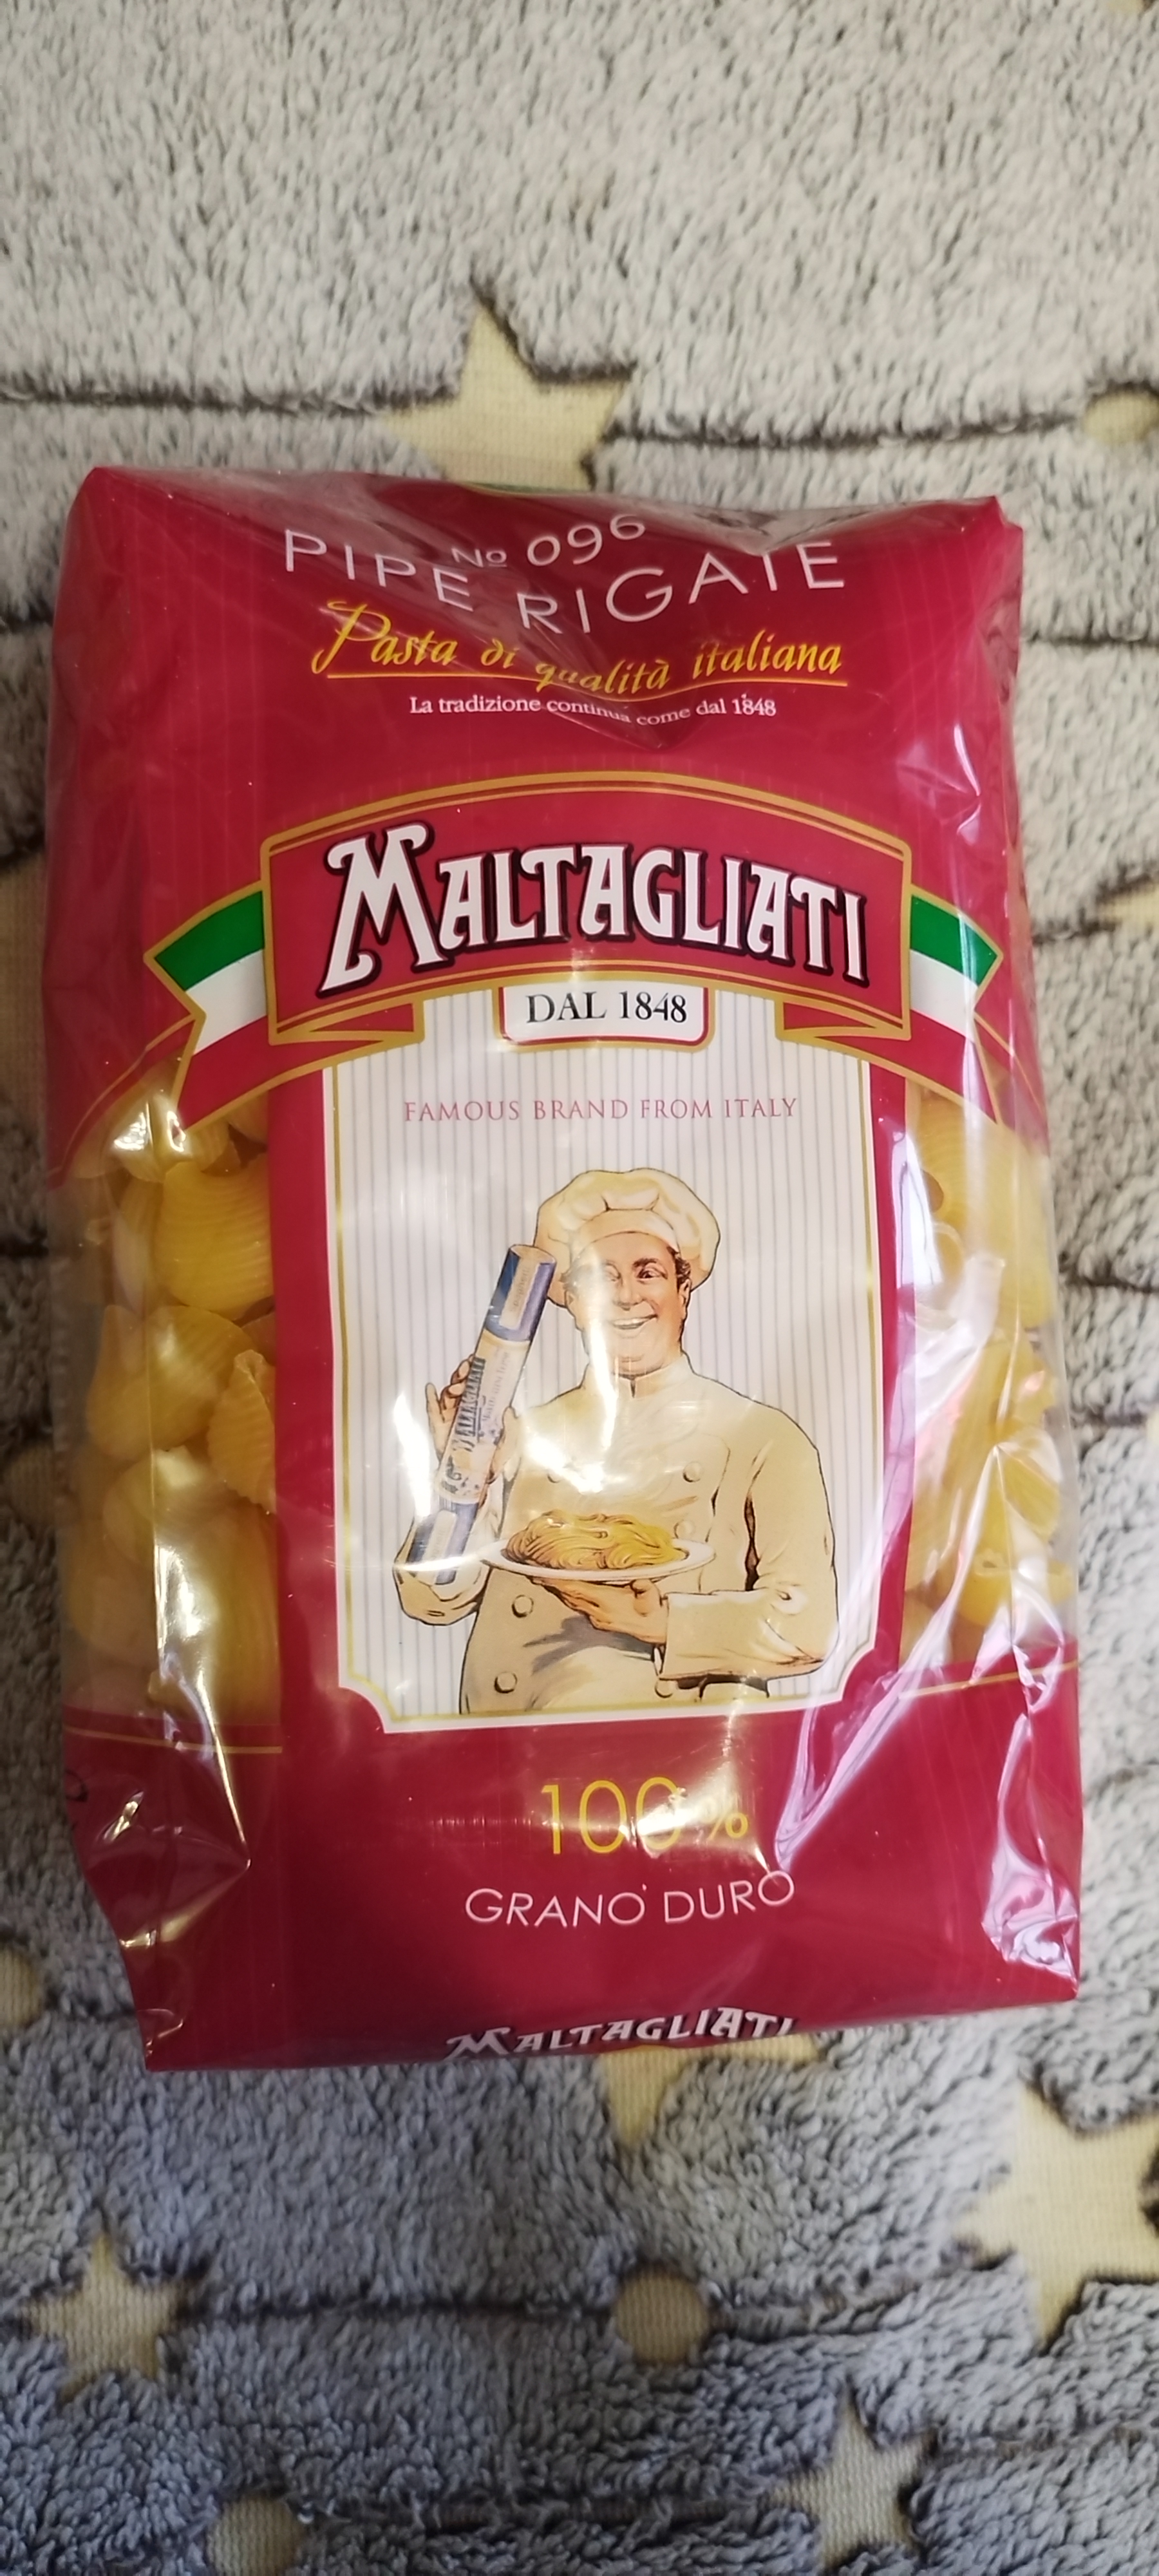 No 096
PIPE RIGATE
Pasta di qualità italiana
La tradizione continua come dal 1848
MALTAGLIATI
DAL 1848
FAMOUS BRAND FROM ITALY
MALTAGLIATI
100%
GRANO DURO
MALTAGLIATI